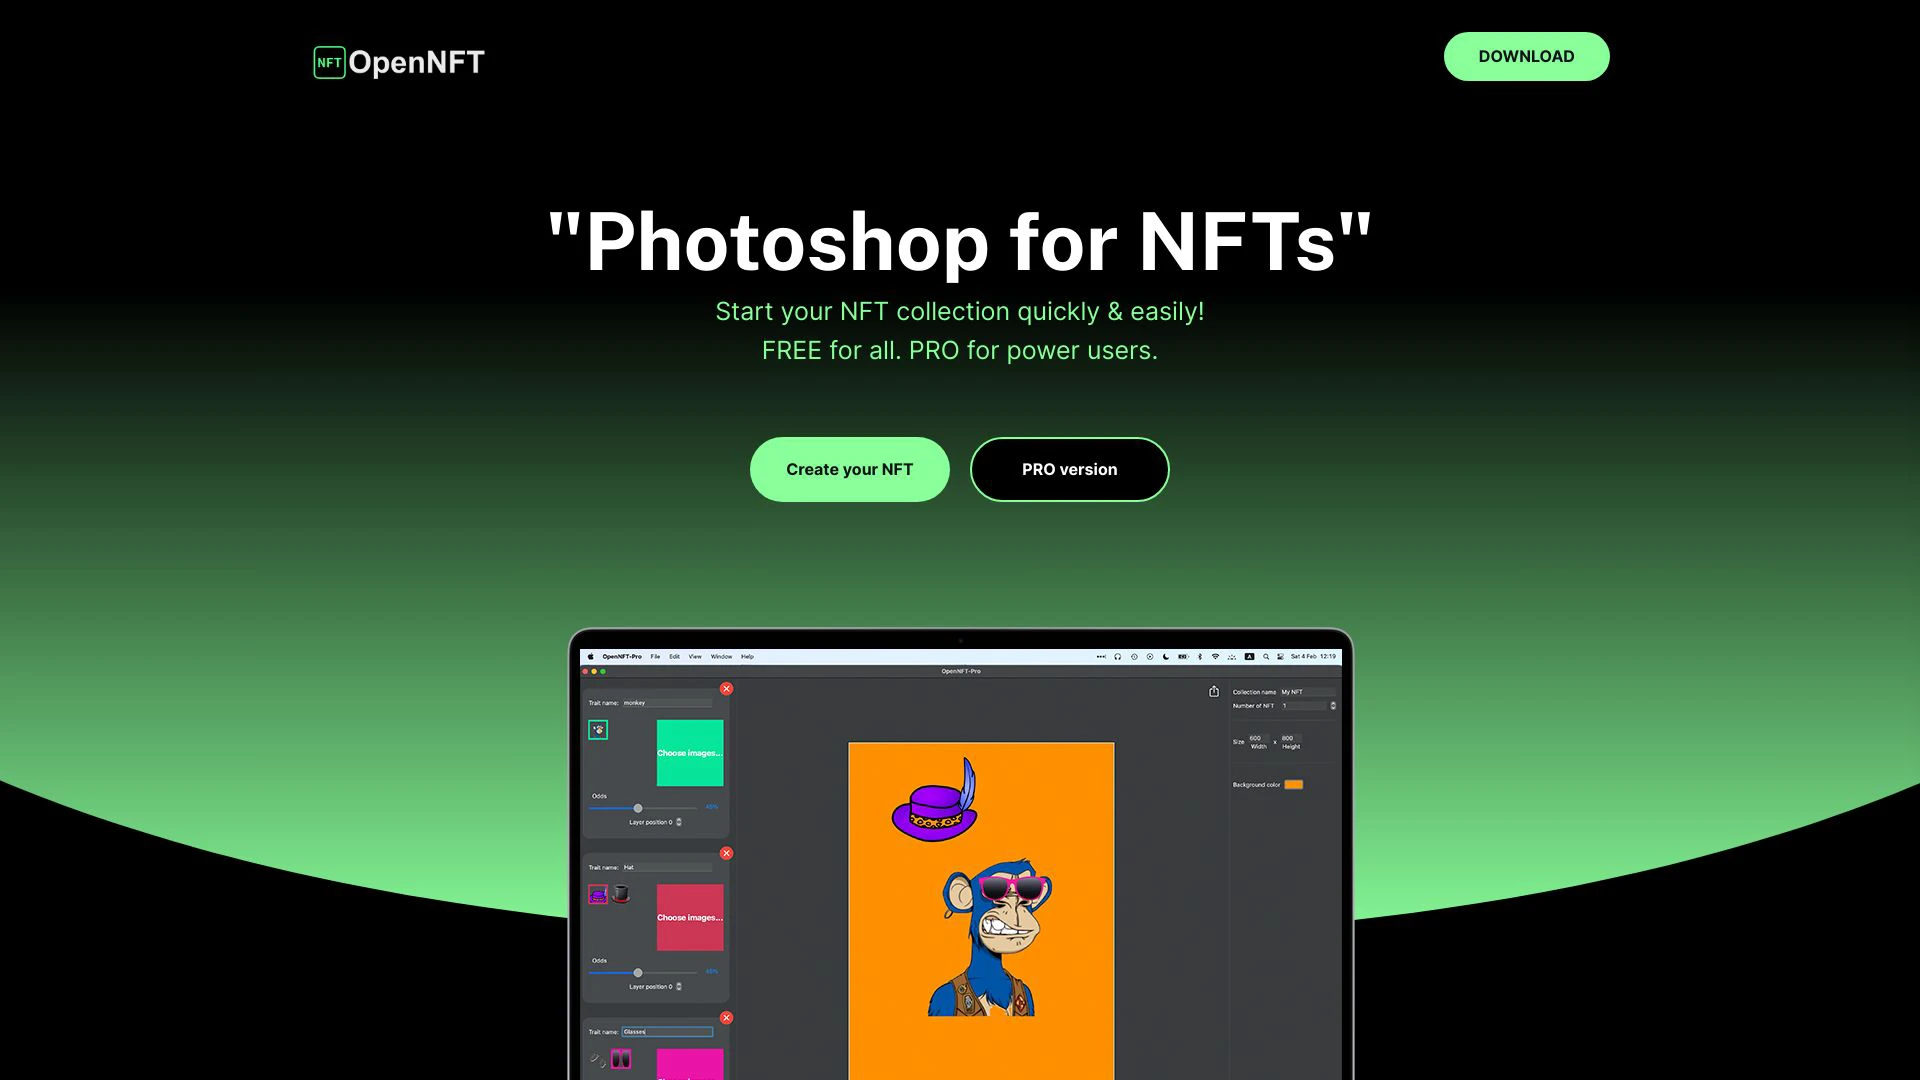 NFT OpenNFT
DOWNLOAD
"Photoshop for NFTs"
Start your NFT collection quickly & easily!
FREE for all. PRO for power users.
Create your NFT
PRO version
OpenNFT-Pro File Edit View Window Help
Sat 4 Feb 12:19
OpenNFT-Pro
Trait name: monkey
Choose images...
Odds
45%
Layer position 0
Trait name: Hat
Choose images...
Odds
45%
Layer position 0
Trait name: Glasses
Collection name My NFT
Number of NFT 1
Size 600 x 800
Width Height
Background color